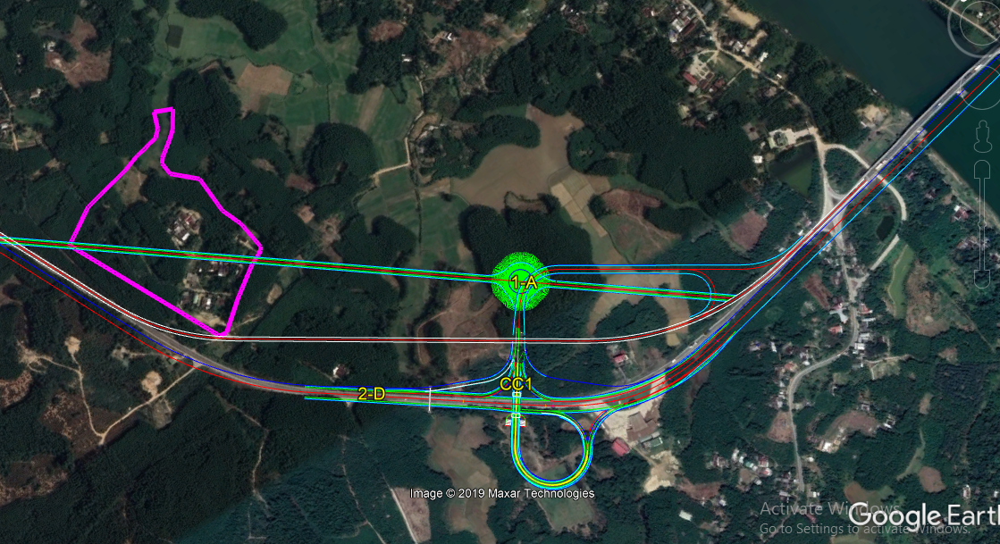 1-A
CC1
2-D
Image © 2019 Maxar Technologies
Activate Windows
Google Earth
Go to Settings to activate Windows.